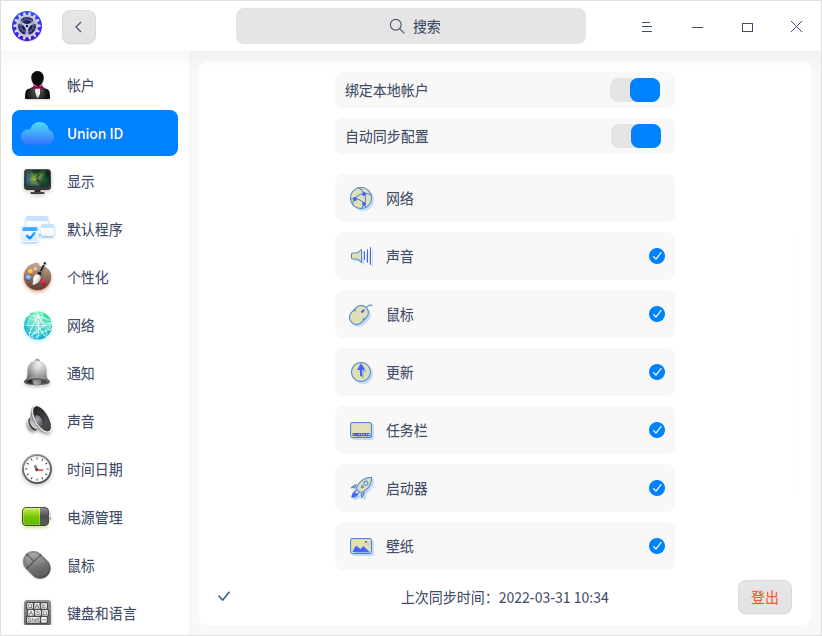 搜索
帐户
Union ID
显示
默认程序
个性化
网络
通知
声音
时间日期
电源管理
鼠标
键盘和语言
绑定本地帐户
自动同步配置
网络
声音
鼠标
更新
任务栏
启动器
壁纸
上次同步时间：2022-03-31 10:34
登出